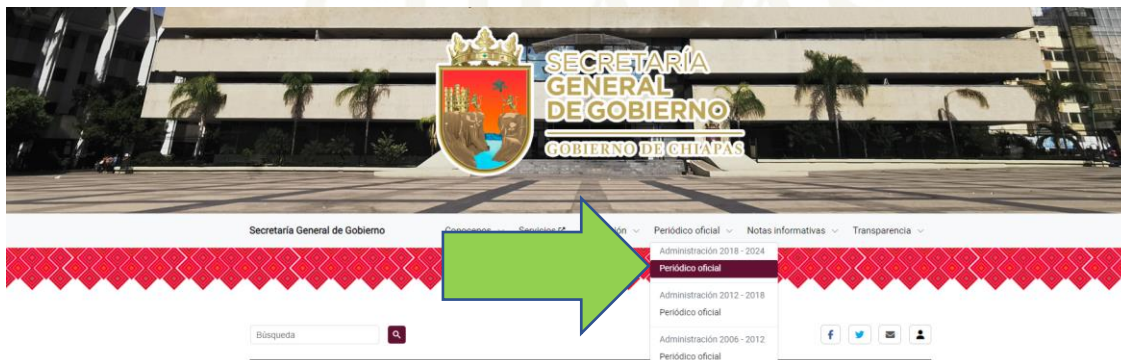 SECRETARÍA
GENERAL
DE GOBIERNO
GOBIERNO DE CHIAPAS
Secretaría General de Gobierno
Conocenos
Servicios
Periódico oficial
Notas informativas
Transparencia
Administración 2018 - 2024
Periódico oficial
Administración 2012 - 2018
Periódico oficial
Administración 2006 - 2012
Periódico oficial
Búsqueda